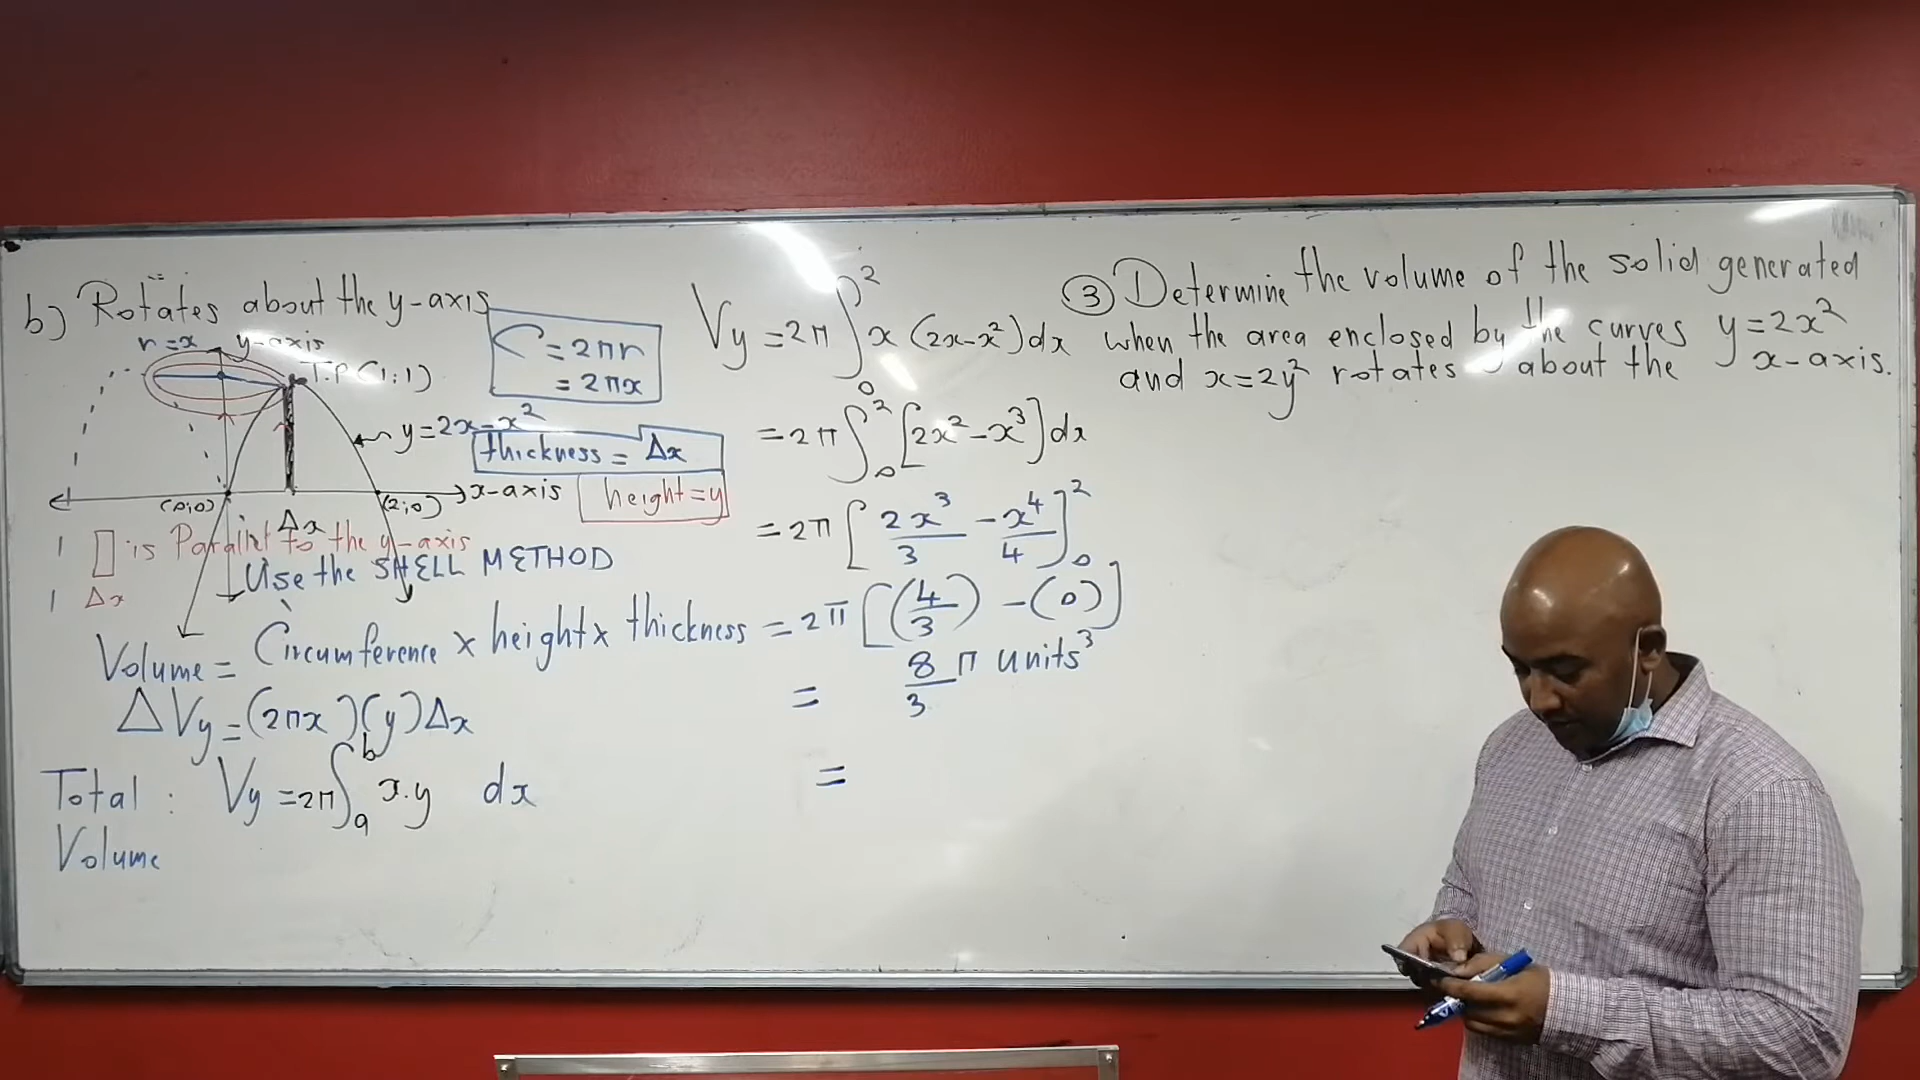 b) Rotates about the y-axis
r=x y-axis
T.P(1;1)
C=2πr
=2πx
y=2x-x²
thickness = Δx
x-axis
height=y
(0;0)
(2;0)
Δx
▯ is Parallel to the y-axis
Δx
Use the SHELL METHOD
Volume = Circumference x height x thickness
ΔVy=(2πx)(y)Δx
Total : Vy =2π∫ₐᵇ x.y dx
Volume
Vy =2π∫₀² x (2x-x²)dx
=2π∫₀² [2x²-x³]dx
=2π [2x³/3 - x⁴/4]₀²
=2π [(4/3) -(0)]
= 8/3 π units³
=
③ Determine the volume of the solid generated
when the area enclosed by the curves y=2x²
and x=2y² rotates about the x-axis.